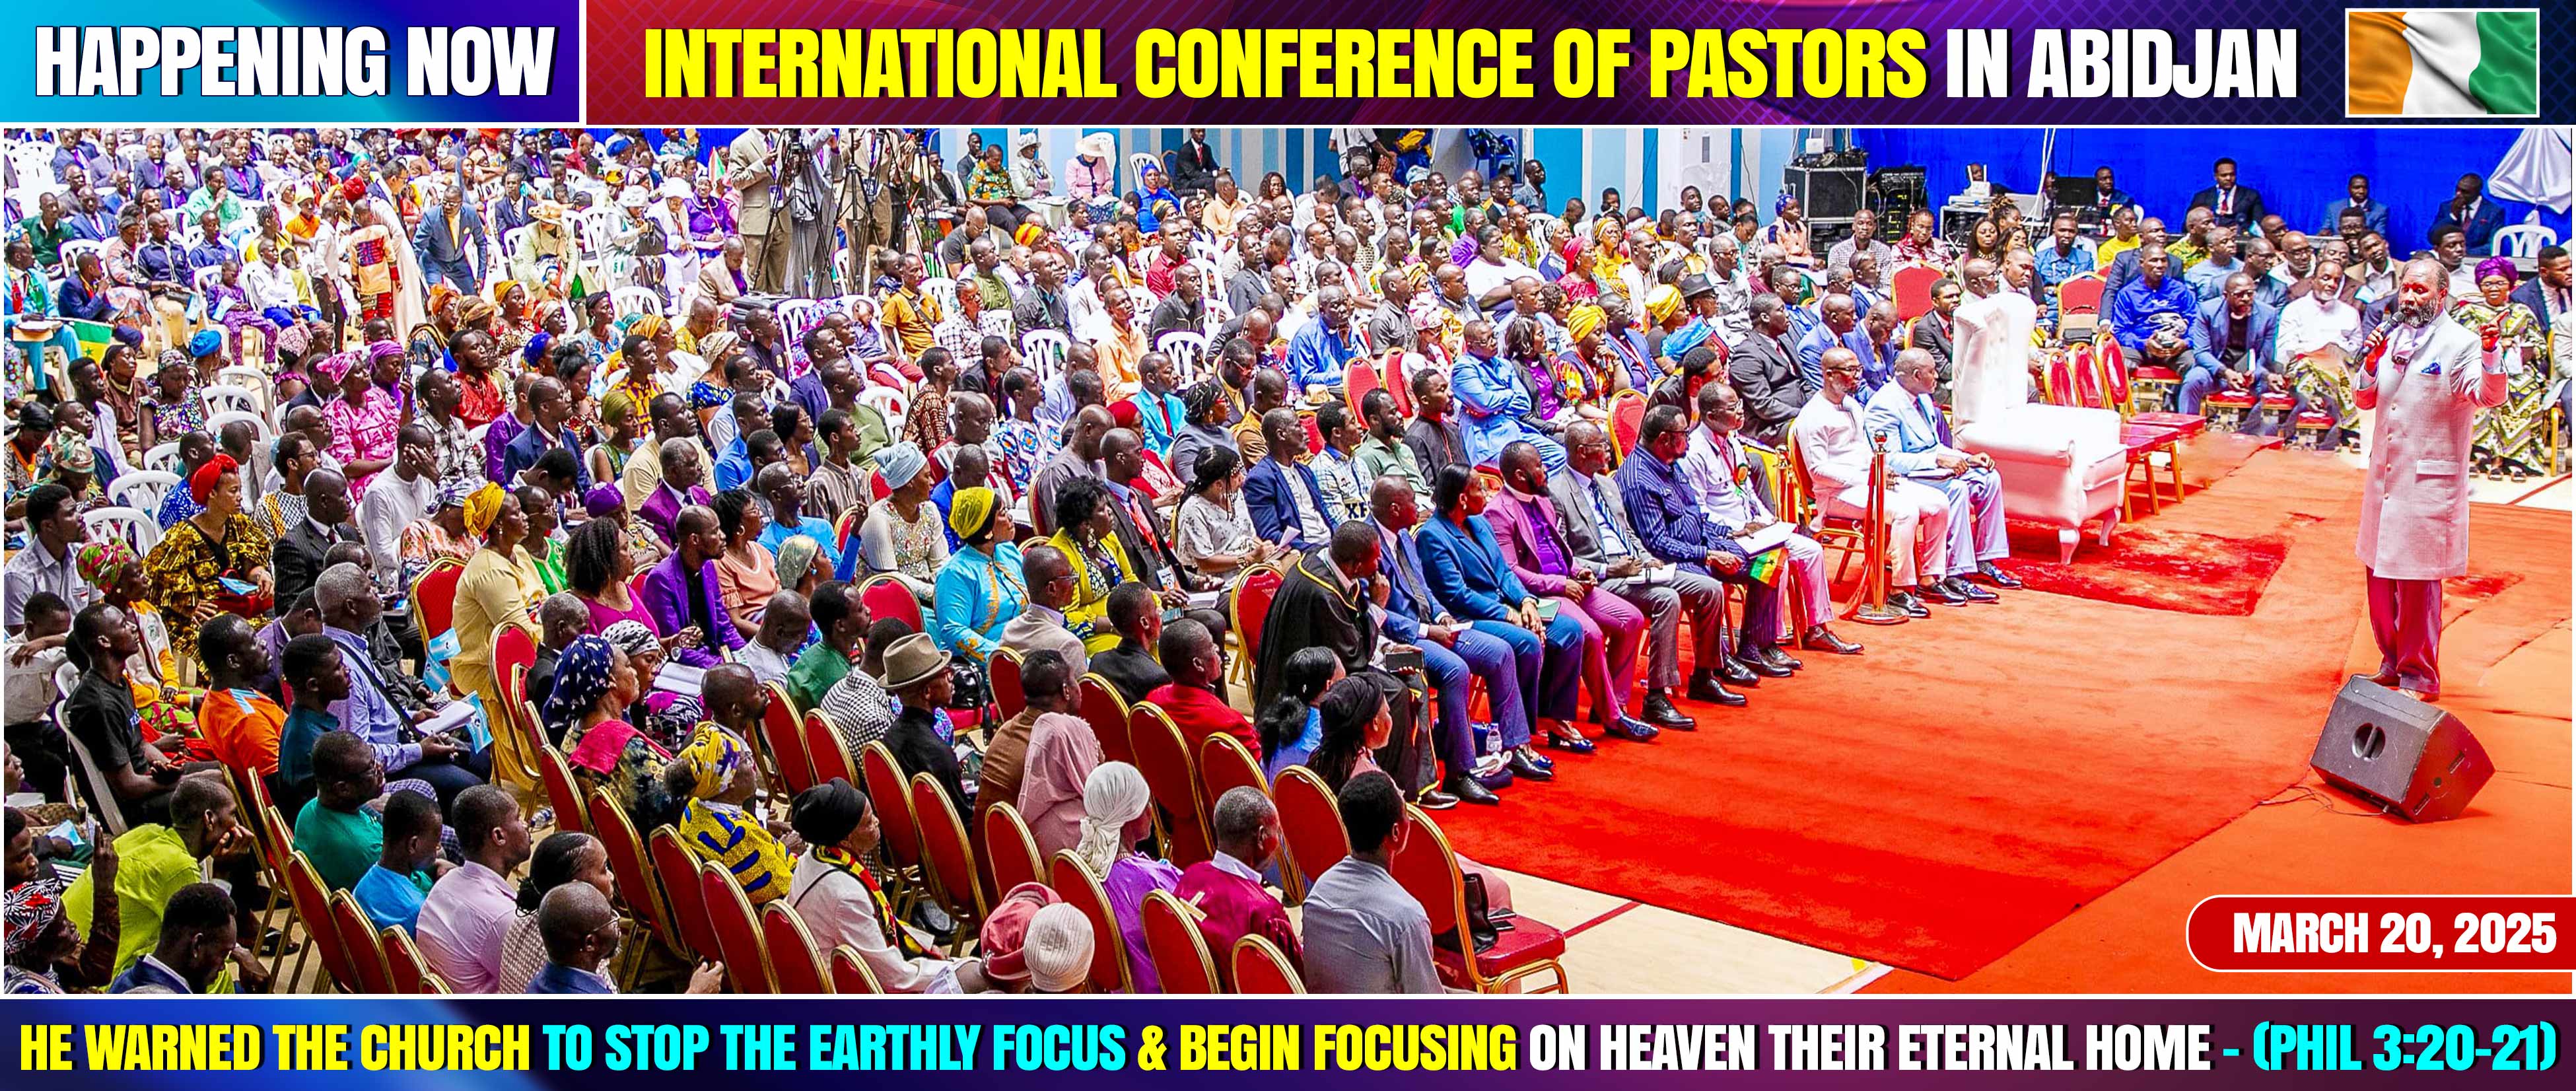 HAPPENING NOW
INTERNATIONAL CONFERENCE OF PASTORS IN ABIDJAN
MARCH 20, 2025
HE WARNED THE CHURCH TO STOP THE EARTHLY FOCUS & BEGIN FOCUSING ON HEAVEN THEIR ETERNAL HOME - (PHIL 3:20-21)